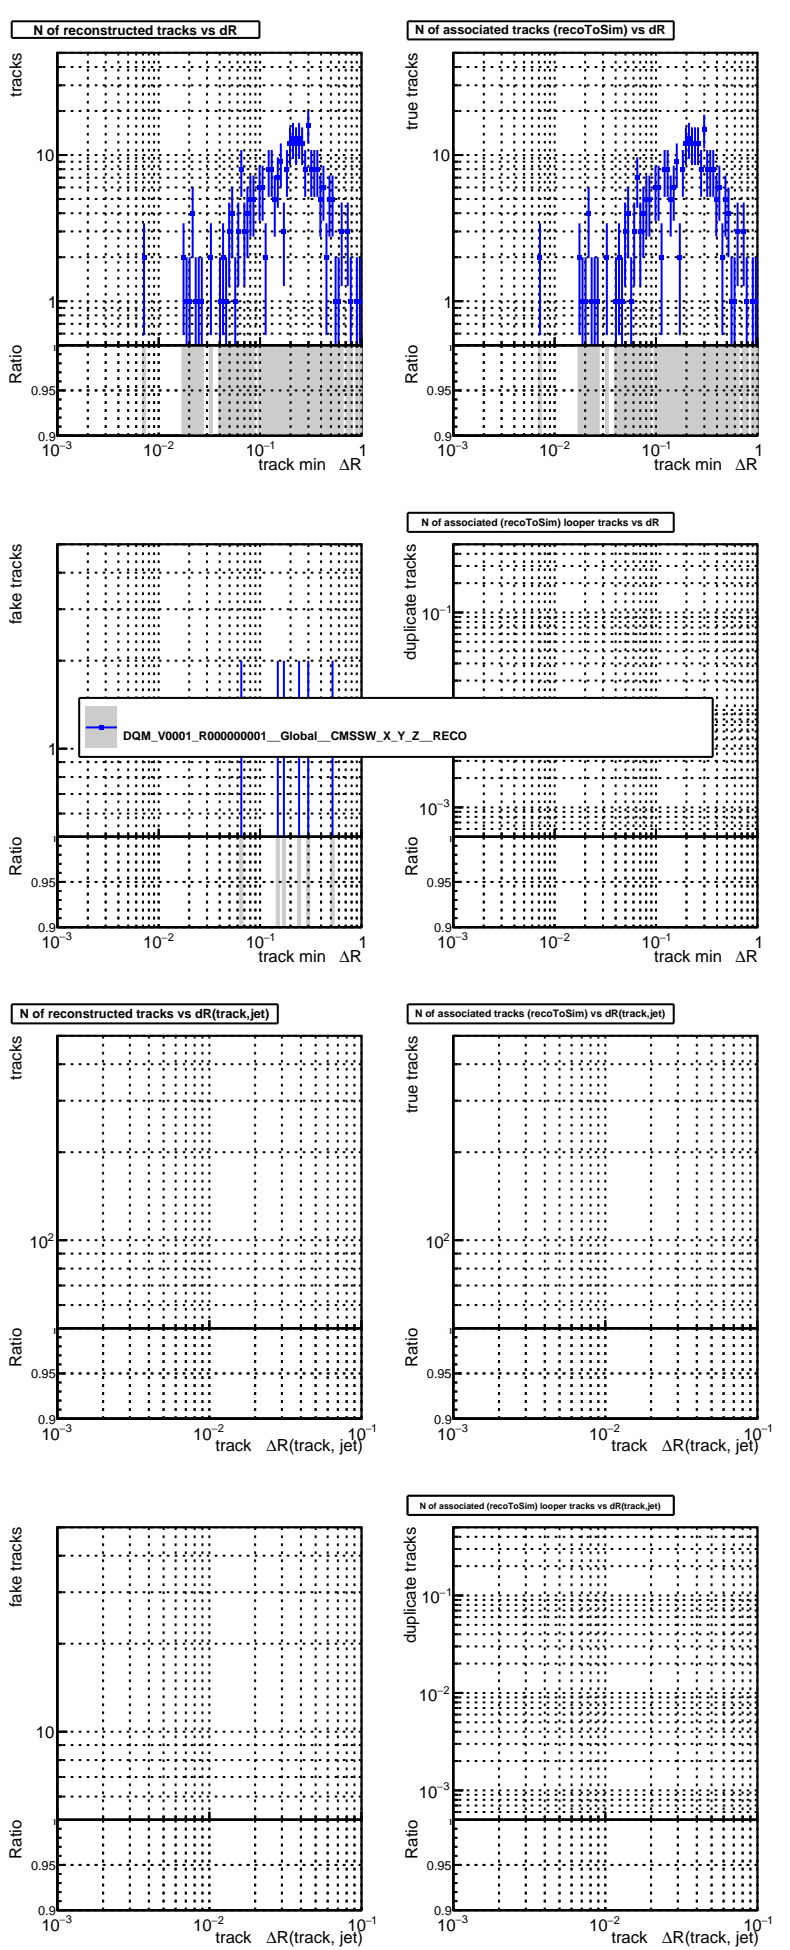 N of reconstructed tracks vs dR
tracks
10
1
Ratio
0.95
0.9
10−3
10−2
10−1
1
track min ΔR
N of associated tracks (recoToSim) vs dR
true tracks
10
1
Ratio
0.95
0.9
10−3
10−2
10−1
1
track min ΔR
fake tracks
1
Ratio
0.95
0.9
10−3
10−2
10−1
1
track min ΔR
N of associated (recoToSim) looper tracks vs dR
duplicate tracks
10−1
10−3
Ratio
0.95
0.9
10−3
10−2
10−1
1
track min ΔR
DQM_V0001_R000000001__Global__CMSSW_X_Y_Z__RECO
N of reconstructed tracks vs dR(track,jet)
tracks
102
Ratio
0.95
0.9
10−3
10−2
10−1
track ΔR(track, jet)
N of associated tracks (recoToSim) vs dR(track,jet)
true tracks
102
Ratio
0.95
0.9
10−3
10−2
10−1
track ΔR(track, jet)
fake tracks
10
Ratio
0.95
0.9
10−3
10−2
10−1
track ΔR(track, jet)
N of associated (recoToSim) looper tracks vs dR(track,jet)
duplicate tracks
10−1
10−2
10−3
Ratio
0.95
0.9
10−3
10−2
10−1
track ΔR(track, jet)